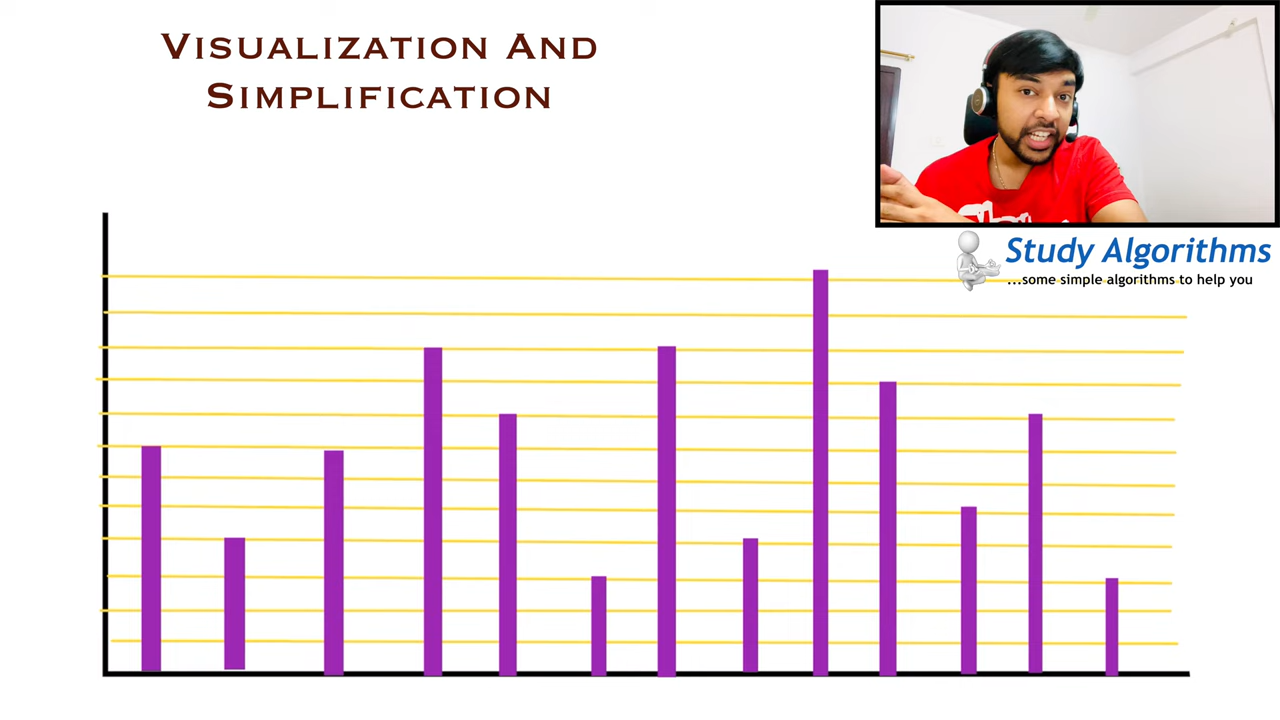 VISUALIZATION AND
SIMPLIFICATION
Study Algorithms
...some simple algorithms to help you